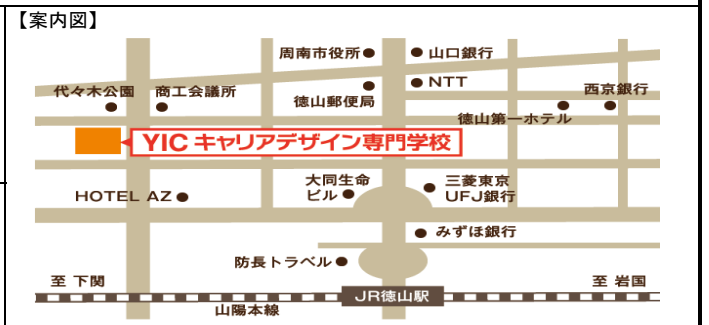 【案内図】
周南市役所
山口銀行
NTT
代々木公園
商工会議所
徳山郵便局
西京銀行
徳山第一ホテル
YIC キャリアデザイン専門学校
大同生命
ビル
三菱東京
UFJ銀行
HOTEL AZ
みずほ銀行
防長トラベル
至 下関
至 岩国
JR徳山駅
山陽本線